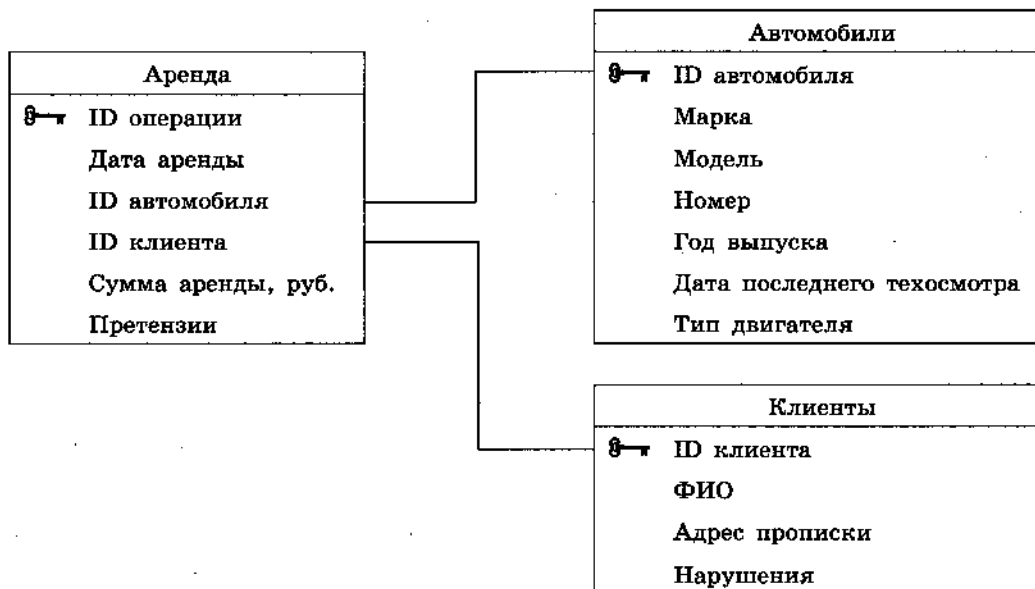 Аренда
ID операции
Дата аренды
ID автомобиля
ID клиента
Сумма аренды, руб.
Претензии
Автомобили
ID автомобиля
Марка
Модель
Номер
Год выпуска
Дата последнего техосмотра
Тип двигателя
Клиенты
ID клиента
ФИО
Адрес прописки
Нарушения